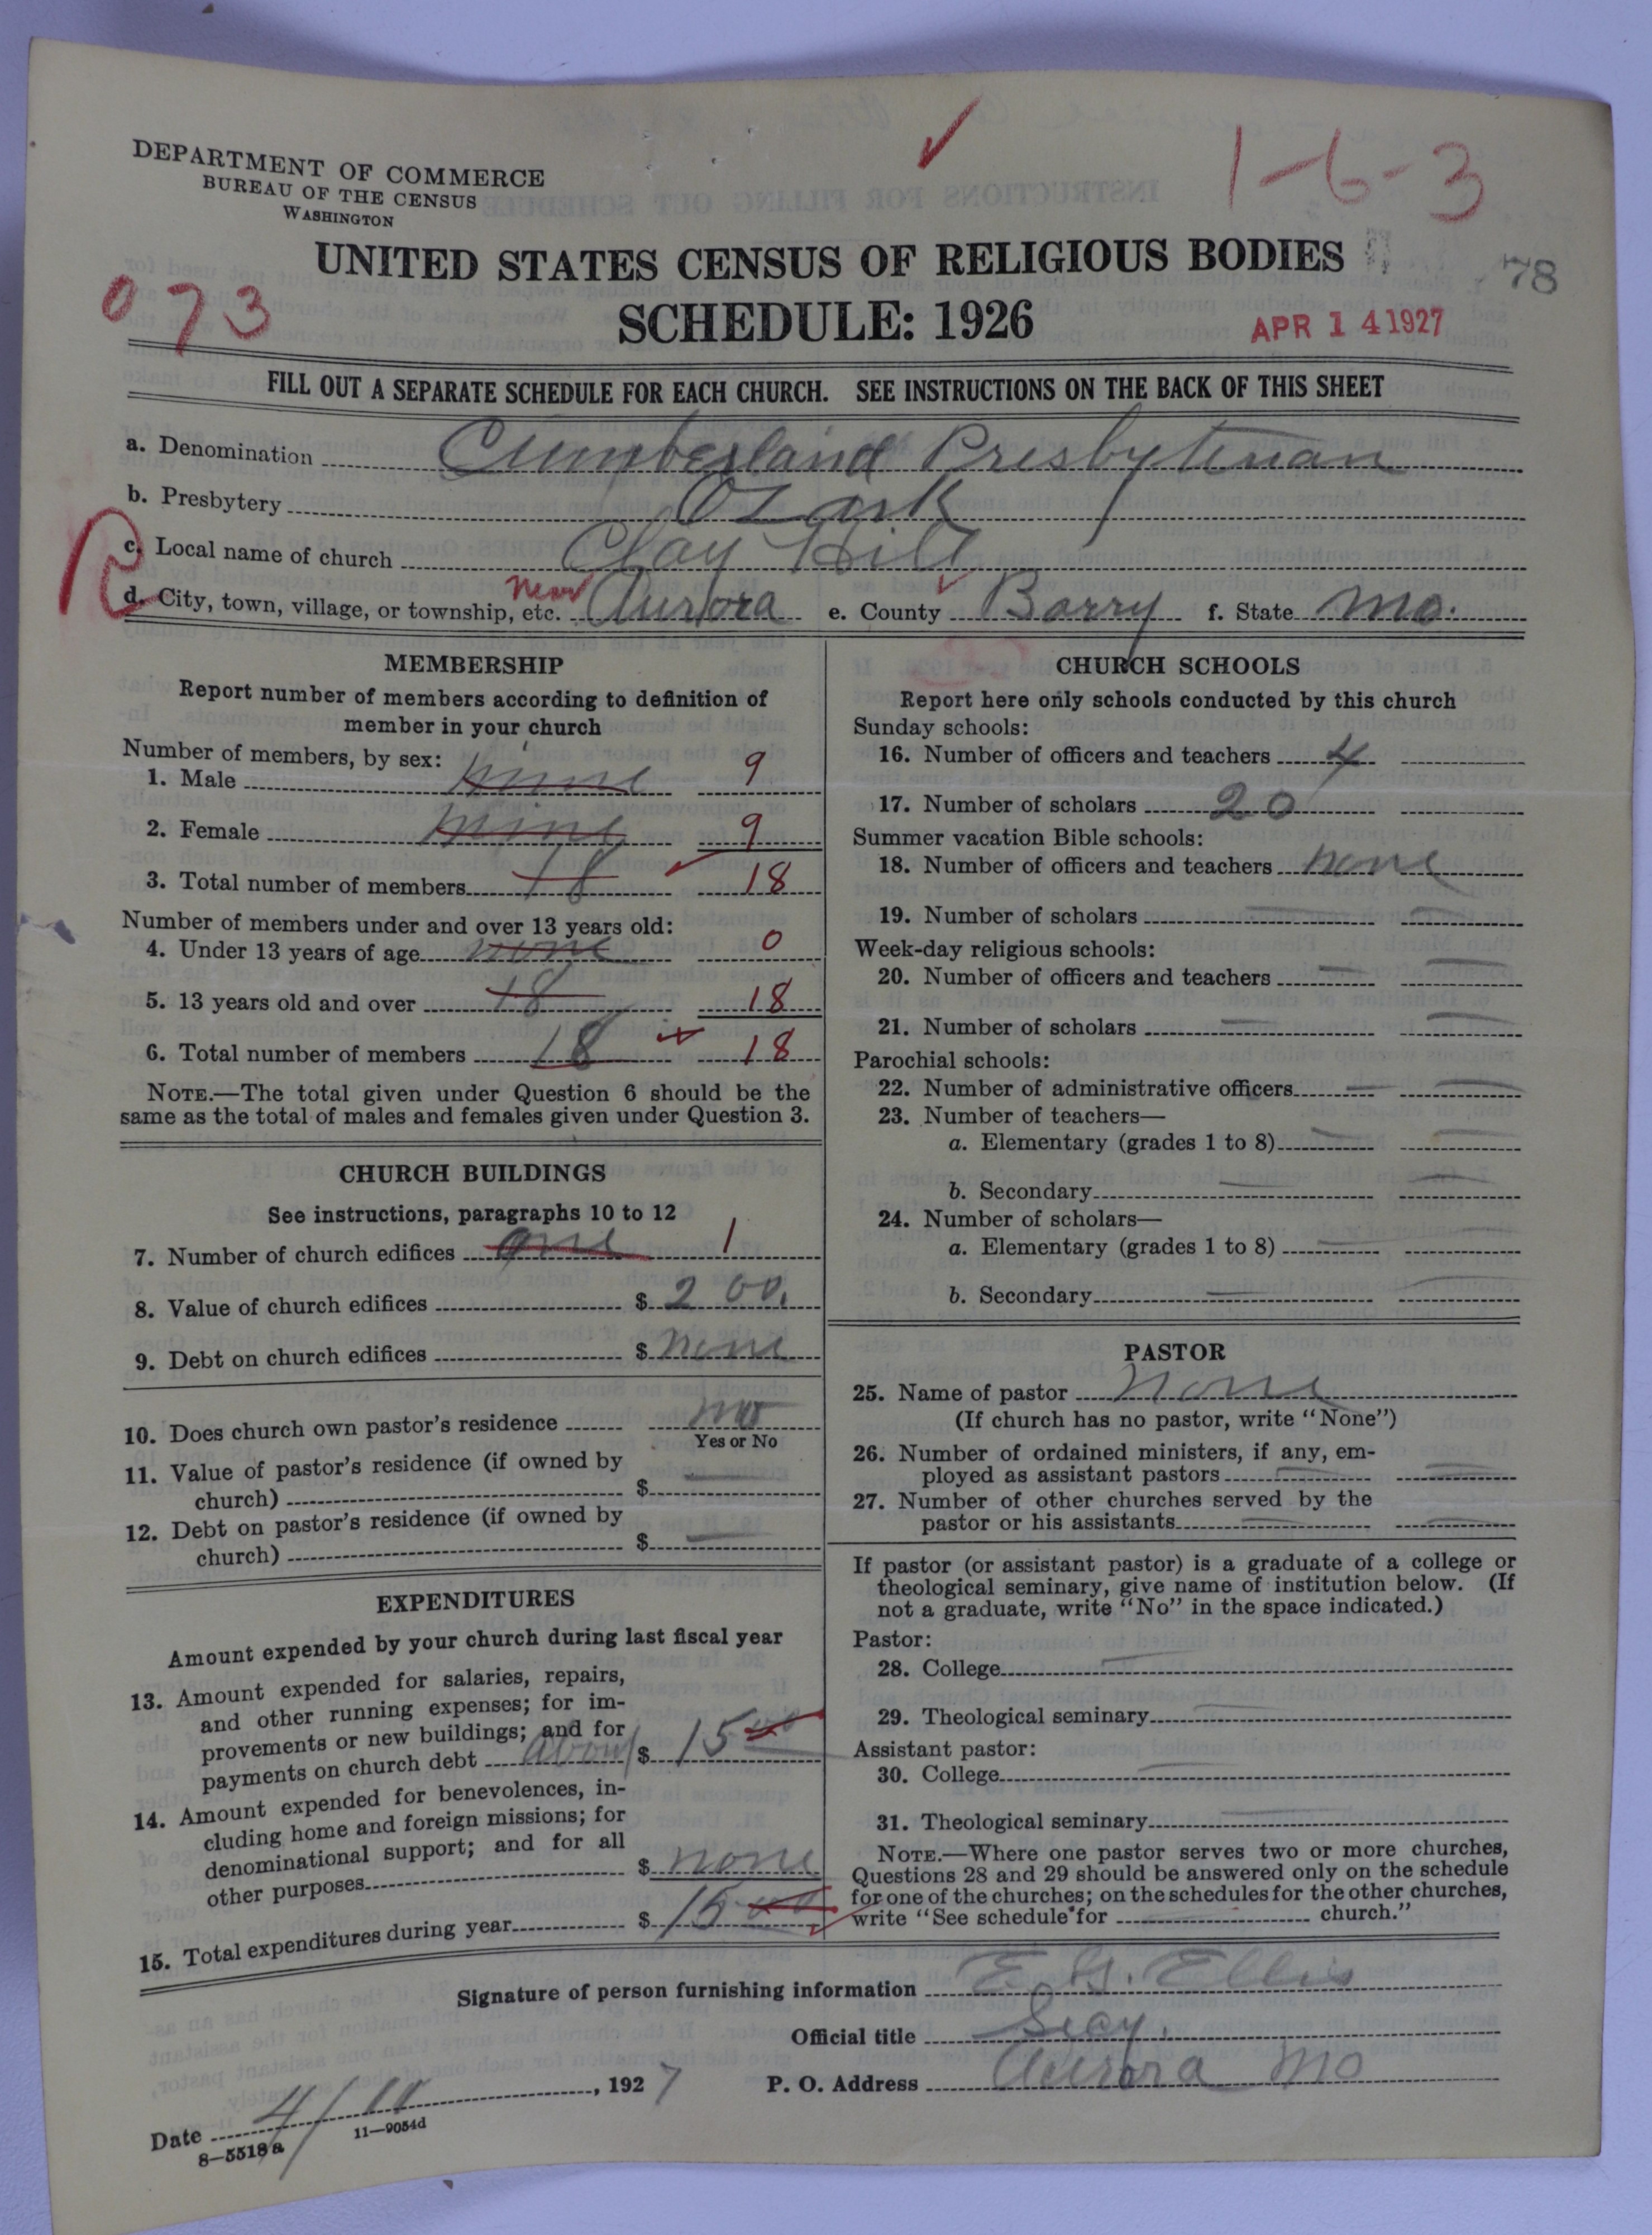 1-6-3
DEPARTMENT OF COMMERCE
BUREAU OF THE CENSUS
WASHINGTON
UNITED STATES CENSUS OF RELIGIOUS BODIES
78
073
SCHEDULE: 1926
APR 14 1927
FILL OUT A SEPARATE SCHEDULE FOR EACH CHURCH. SEE INSTRUCTIONS ON THE BACK OF THIS SHEET
a. Denomination Cumberland Presbyterian
b. Presbytery Ozark
R
c. Local name of church Clay Hill
d. City, town, village, or township, etc. near Aurora e. County Barry f. State Mo.
MEMBERSHIP
Report number of members according to definition of
member in your church
Number of members, by sex:
1. Male nine 9
2. Female nine 9
3. Total number of members 18 18
Number of members under and over 13 years old:
4. Under 13 years of age none 0
5. 13 years old and over 18 18
6. Total number of members 18 18
NOTE.—The total given under Question 6 should be the
same as the total of males and females given under Question 3.
CHURCH BUILDINGS
See instructions, paragraphs 10 to 12
7. Number of church edifices one 1
8. Value of church edifices $ 200.
9. Debt on church edifices $ none
10. Does church own pastor's residence no
Yes or No
11. Value of pastor's residence (if owned by
church) $ —
12. Debt on pastor's residence (if owned by
church) $ —
EXPENDITURES
Amount expended by your church during last fiscal year
13. Amount expended for salaries, repairs,
and other running expenses; for im-
provements or new buildings; and for
payments on church debt about $ 15 00
14. Amount expended for benevolences, in-
cluding home and foreign missions; for
denominational support; and for all
other purposes $ none
15. Total expenditures during year $ 15 00
CHURCH SCHOOLS
Report here only schools conducted by this church
Sunday schools:
16. Number of officers and teachers 4
17. Number of scholars 20
Summer vacation Bible schools:
18. Number of officers and teachers none
19. Number of scholars — —
Week-day religious schools:
20. Number of officers and teachers — —
21. Number of scholars — —
Parochial schools:
22. Number of administrative officers — —
23. Number of teachers—
a. Elementary (grades 1 to 8) — —
b. Secondary — —
24. Number of scholars—
a. Elementary (grades 1 to 8) — —
b. Secondary — —
PASTOR
25. Name of pastor None
(If church has no pastor, write "None")
26. Number of ordained ministers, if any, em-
ployed as assistant pastors — —
27. Number of other churches served by the
pastor or his assistants — —
If pastor (or assistant pastor) is a graduate of a college or
theological seminary, give name of institution below. (If
not a graduate, write "No" in the space indicated.)
Pastor:
28. College —
29. Theological seminary —
Assistant pastor:
30. College —
31. Theological seminary —
NOTE.—Where one pastor serves two or more churches,
Questions 28 and 29 should be answered only on the schedule
for one of the churches; on the schedules for the other churches,
write "See schedule for church."
Signature of person furnishing information E. G. Ellis
Official title Secy.
Date 4/11, 1927 P. O. Address Aurora Mo
8—5518a 11—9054d